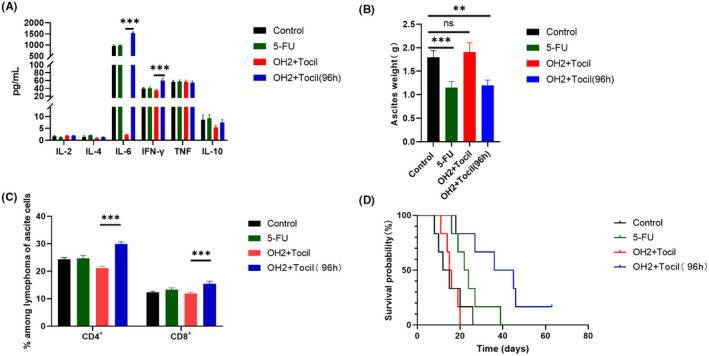 (A)
***
***
Control
5-FU
OH2+Tocil
OH2+Tocil(96h)
pg/mL
2000
1500
1000
500
100
80
60
40
20
15
10
5
0
IL-2 IL-4 IL-6 IFN-γ TNF IL-10
(B)
**
ns
***
Ascites weight( g)
2.5
2.0
1.5
1.0
0.5
0.0
Control
5-FU
OH2+Tocil
OH2+Tocil(96h)
Control
5-FU
OH2+Tocil
OH2+Tocil(96h)
(C)
% among lymphoma of ascite cells
40
30
20
10
0
***
***
CD4+ CD8+
Control
5-FU
OH2+Tocil
OH2+Tocil( 96h)
(D)
Survival probability(%)
100
50
0
0 20 40 60 80
Time (days)
Control
5-FU
OH2+Tocil
OH2+Tocil( 96h)